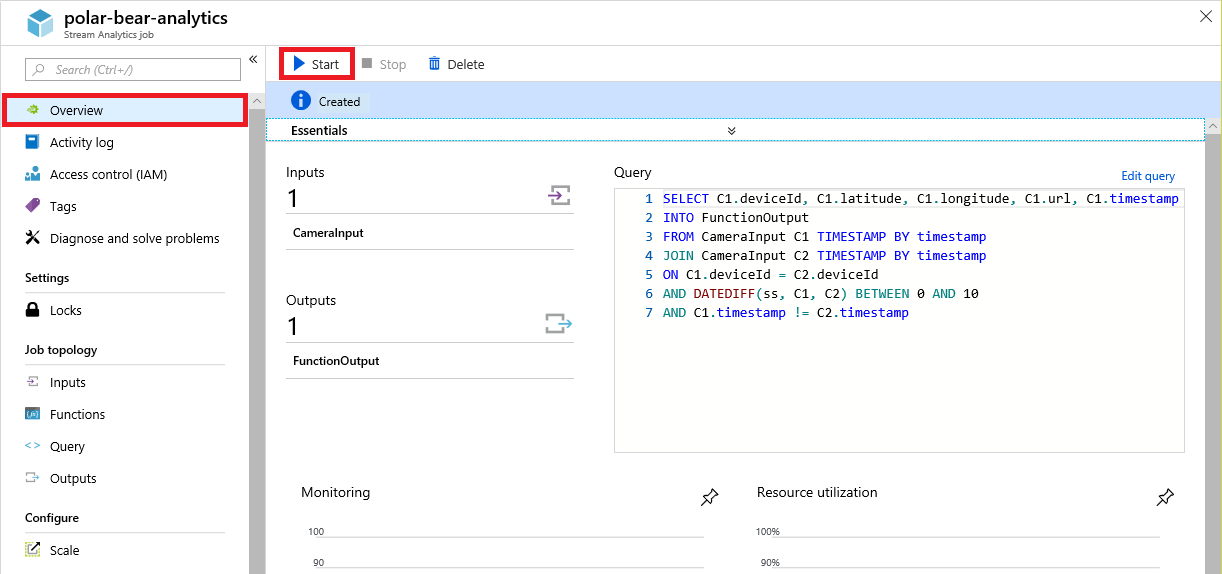 polar-bear-analytics
Stream Analytics job
Search (Ctrl+/)
Overview
Activity log
Access control (IAM)
Tags
Diagnose and solve problems
Settings
Locks
Job topology
Inputs
Functions
Query
Outputs
Configure
Scale
Start Stop Delete
Created
Essentials
Inputs
1
CameraInput
Outputs
1
FunctionOutput
Query
Edit query
1 SELECT C1.deviceId, C1.latitude, C1.longitude, C1.url, C1.timestamp
2 INTO FunctionOutput
3 FROM CameraInput C1 TIMESTAMP BY timestamp
4 JOIN CameraInput C2 TIMESTAMP BY timestamp
5 ON C1.deviceId = C2.deviceId
6 AND DATEDIFF(ss, C1, C2) BETWEEN 0 AND 10
7 AND C1.timestamp != C2.timestamp
Monitoring
100
90
Resource utilization
100%
90%